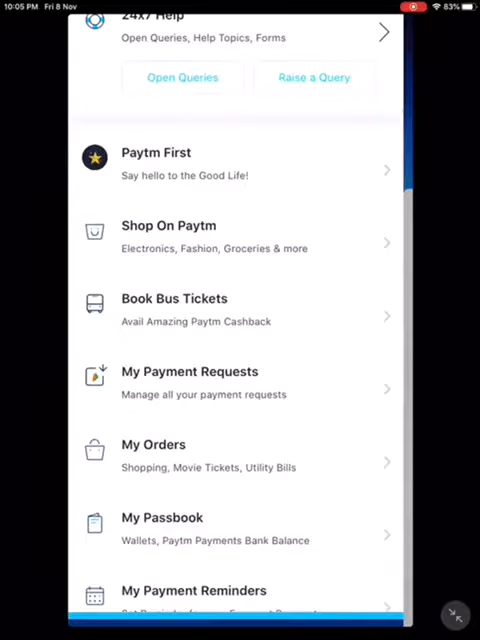 10:05 PM Fri 8 Nov
83%
24x7 Help
Open Queries, Help Topics, Forms
Open Queries
Raise a Query
Paytm First
Say hello to the Good Life!
Shop On Paytm
Electronics, Fashion, Groceries & more
Book Bus Tickets
Avail Amazing Paytm Cashback
My Payment Requests
Manage all your payment requests
My Orders
Shopping, Movie Tickets, Utility Bills
My Passbook
Wallets, Paytm Payments Bank Balance
My Payment Reminders